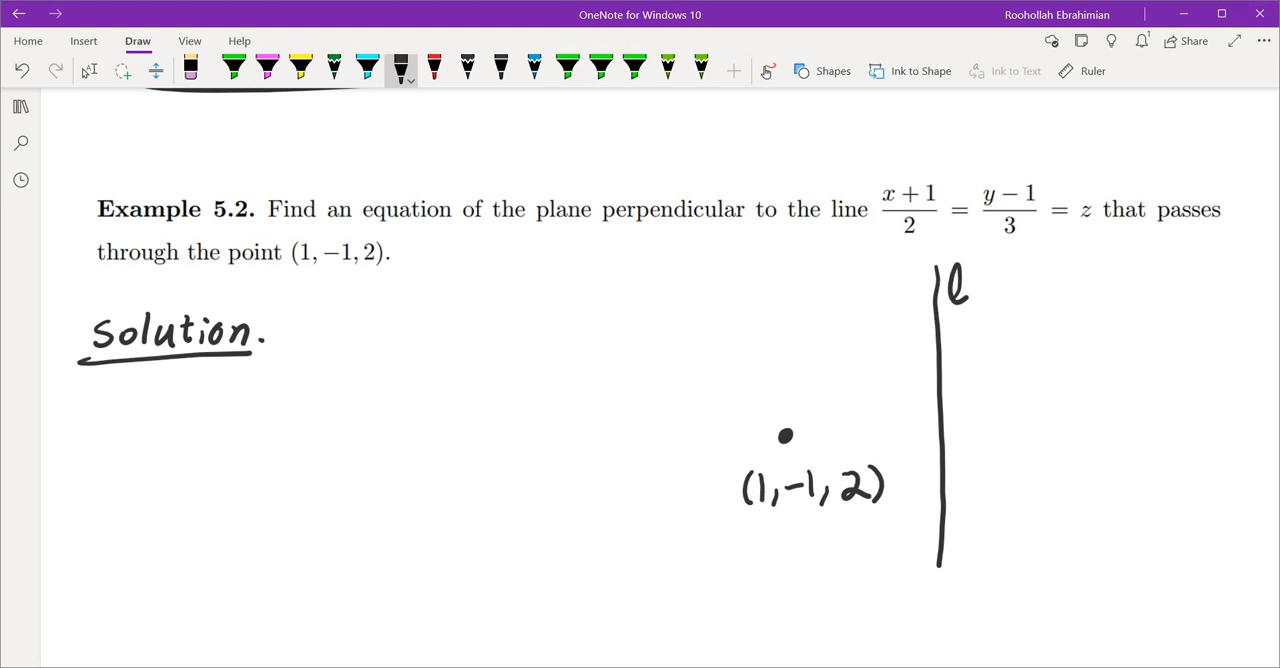 OneNote for Windows 10
Roohollah Ebrahimian
Home Insert Draw View Help
Share
Shapes Ink to Shape Ink to Text Ruler
Example 5.2. Find an equation of the plane perpendicular to the line \frac{x+1}{2} = \frac{y-1}{3} = z that passes
through the point (1, −1, 2).
l
Solution.
(1, -1, 2)